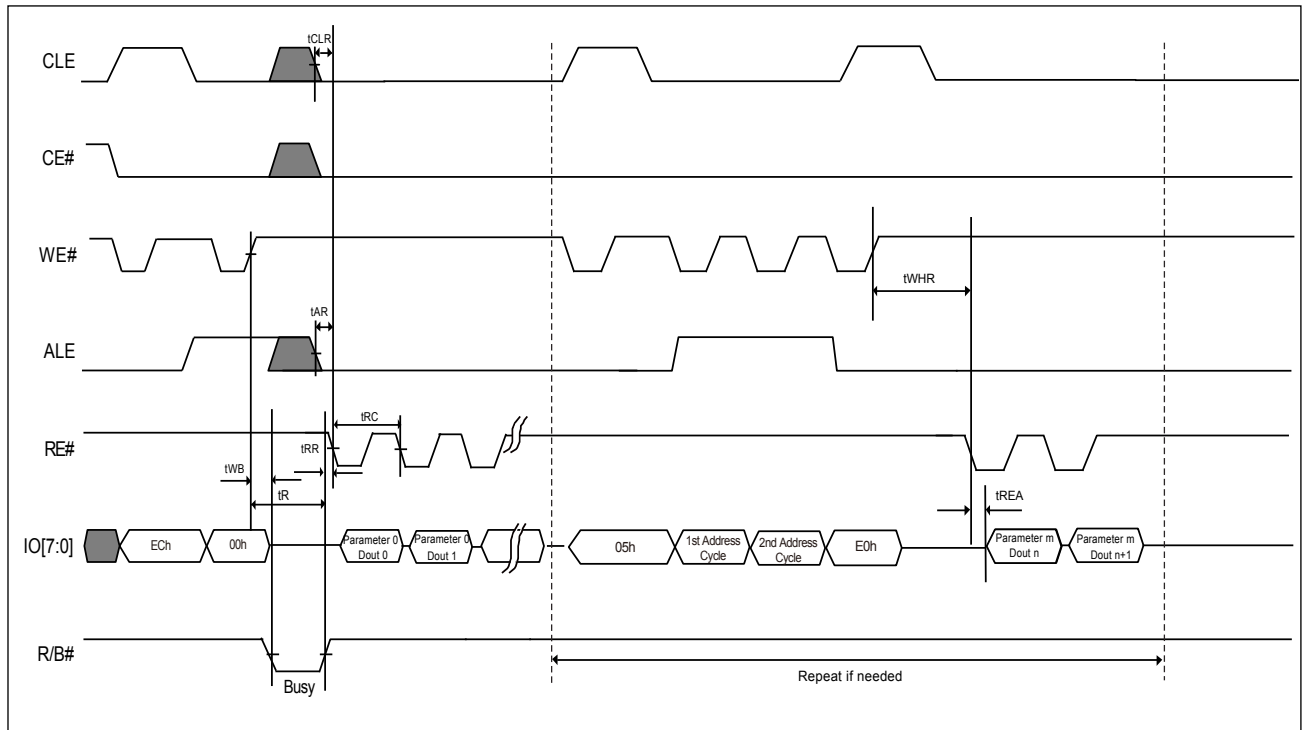 tCLR
CLE
CE#
WE#
tWHR
tAR
ALE
tRC
RE#
tRR
tWB
tR
tREA
IO[7:0]
ECh
00h
Parameter 0
Dout 0
Parameter 0
Dout 1
05h
1st Address
Cycle
2nd Address
Cycle
E0h
Parameter m
Dout n
Parameter m
Dout n+1
R/B#
Busy
Repeat if needed